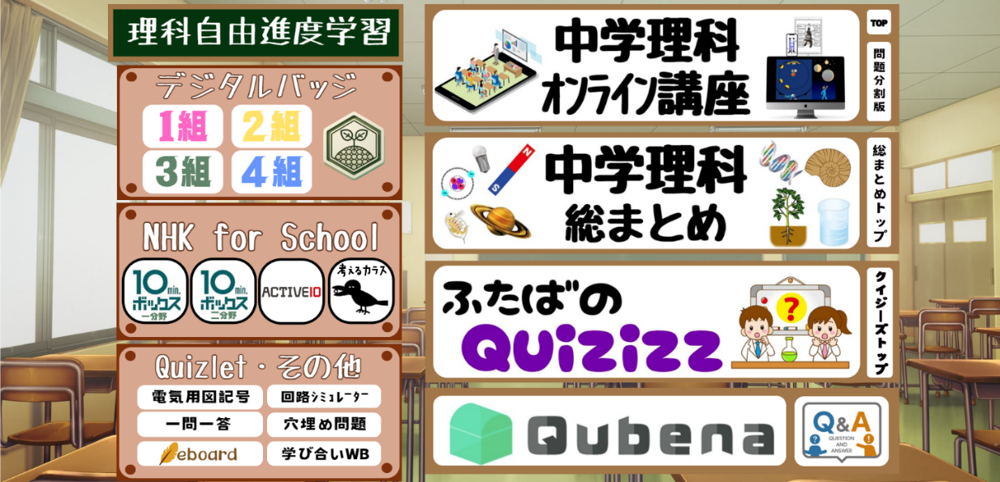 理科自由進度学習
デジタルバッジ
1組
2組
3組
4組
NHK for School
10min.
ボックス
一分野
10min.
ボックス
二分野
ACTIVE10
考えるカラス
Quizlet・その他
電気用図記号
回路ｼﾐｭﾚｰﾀｰ
一問一答
穴埋め問題
eboard
学び合いWB
中学理科
オンライン講座
TOP
問題分割版
N
S
中学理科
総まとめ
総まとめトップ
ふたばの
Quizizz
?
クイジーズトップ
Qubena
Q&A
QUESTION
AND
ANSWER